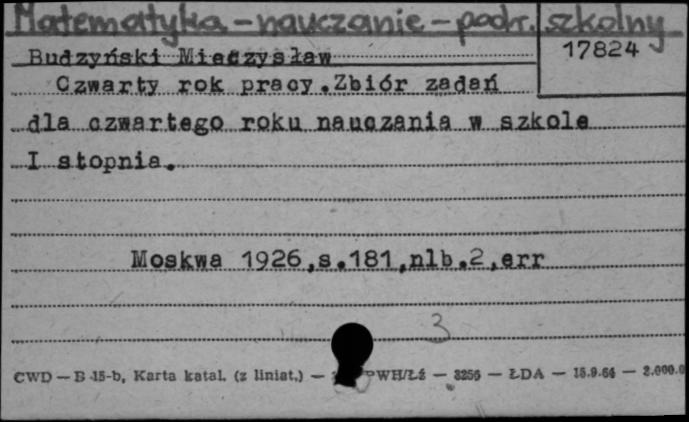 Matematyka - nauczanie - podr. szkolny
17824
Budzyński Mieczysław
Czwarty rok pracy. Zbiór zadań
dla czwartego roku nauczania w szkole
I stopnia.
Moskwa 1926, s.181, nlb.2, err
3
CWD — B 15-b, Karta katal. (z liniat.) — PWH/Łź — 3256 — ŁDA — 15.9.64 — 2.000.0